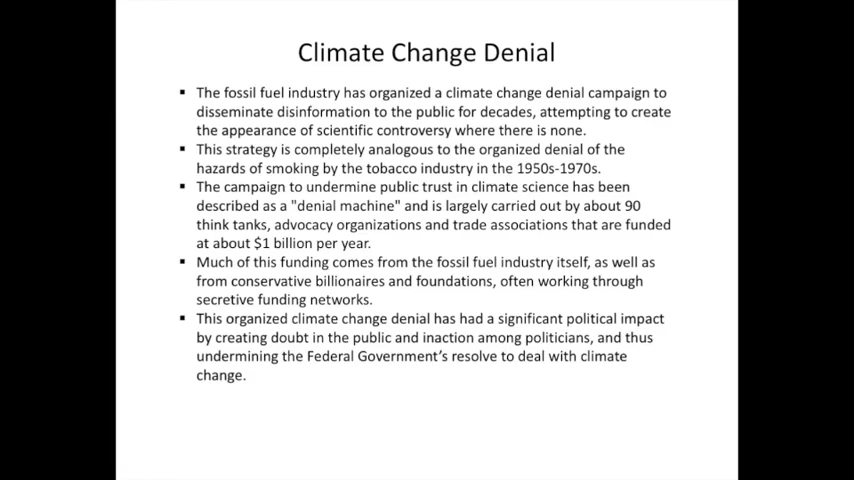 Climate Change Denial
▪ The fossil fuel industry has organized a climate change denial campaign to
disseminate disinformation to the public for decades, attempting to create
the appearance of scientific controversy where there is none.
▪ This strategy is completely analogous to the organized denial of the
hazards of smoking by the tobacco industry in the 1950s-1970s.
▪ The campaign to undermine public trust in climate science has been
described as a "denial machine" and is largely carried out by about 90
think tanks, advocacy organizations and trade associations that are funded
at about $1 billion per year.
▪ Much of this funding comes from the fossil fuel industry itself, as well as
from conservative billionaires and foundations, often working through
secretive funding networks.
▪ This organized climate change denial has had a significant political impact
by creating doubt in the public and inaction among politicians, and thus
undermining the Federal Government’s resolve to deal with climate
change.